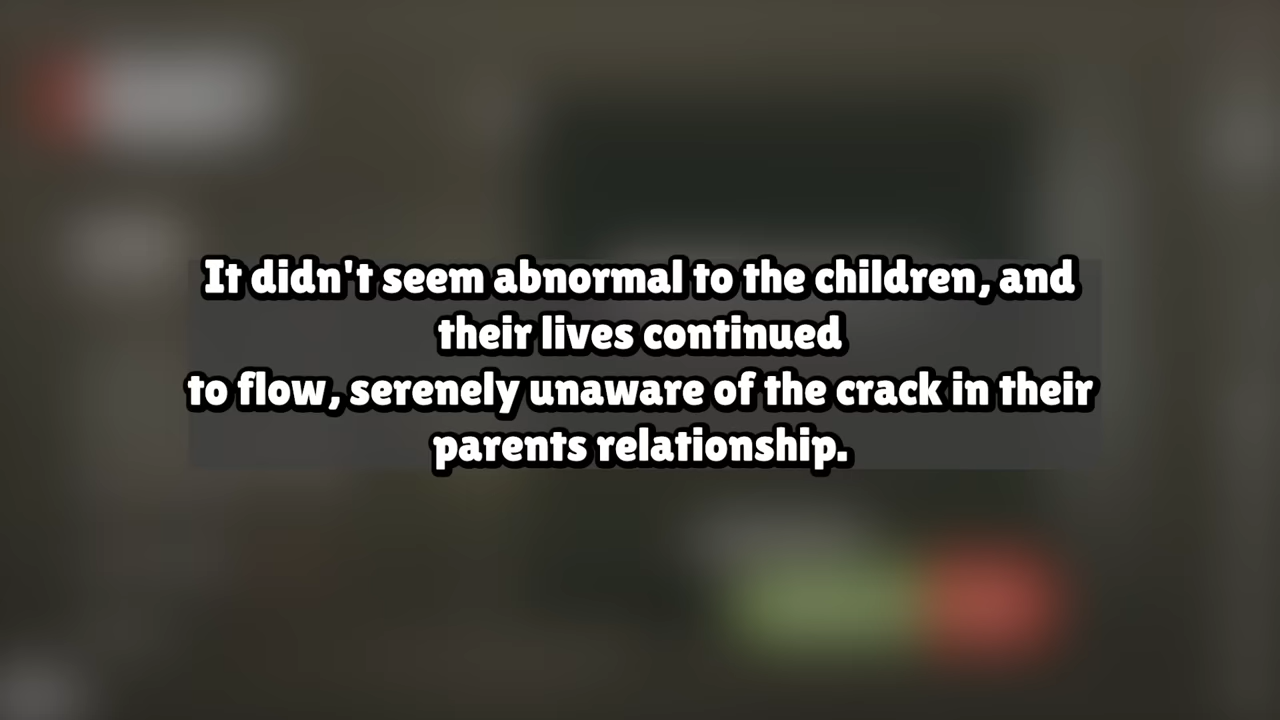 It didn't seem abnormal to the children, and
their lives continued
to flow, serenely unaware of the crack in their
parents relationship.